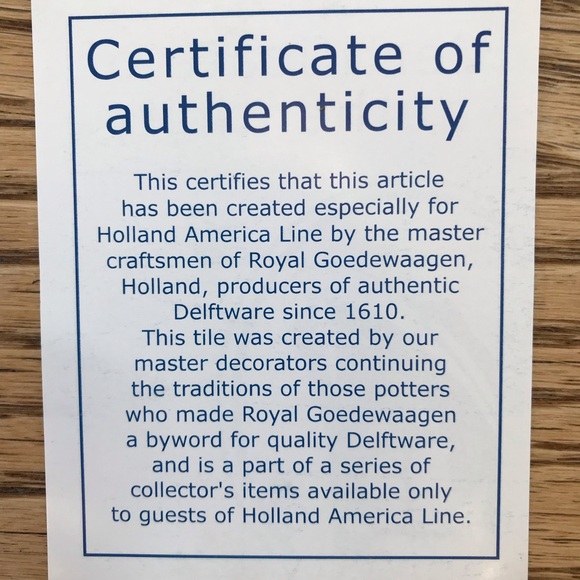 Certificate of
authenticity
This certifies that this article
has been created especially for
Holland America Line by the master
craftsmen of Royal Goedewaagen,
Holland, producers of authentic
Delftware since 1610.
This tile was created by our
master decorators continuing
the traditions of those potters
who made Royal Goedewaagen
a byword for quality Delftware,
and is a part of a series of
collector's items available only
to guests of Holland America Line.